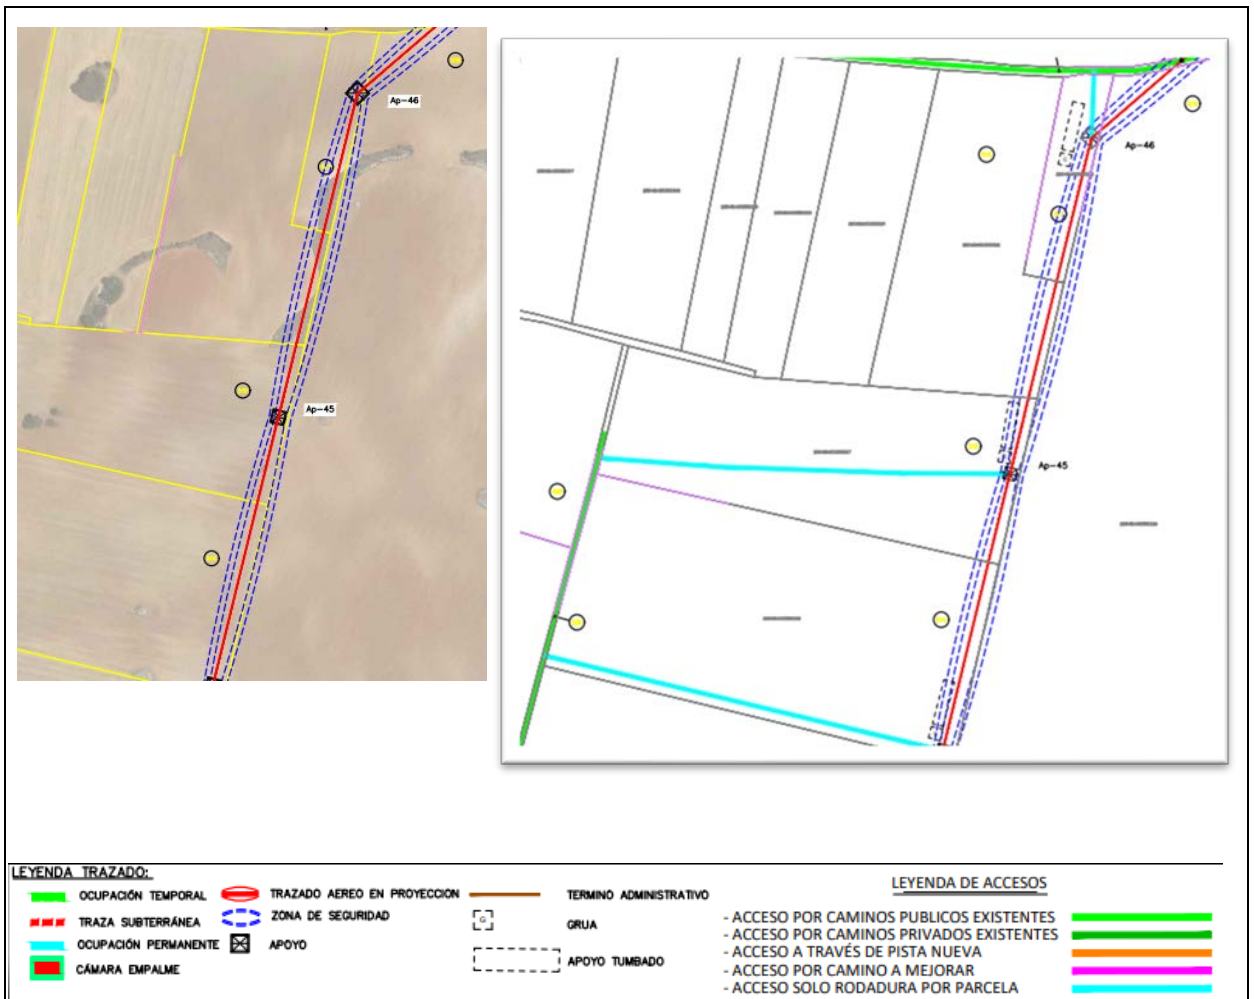 Ap-46
Ap-45
Ap-46
Ap-45
LEYENDA TRAZADO:
OCUPACIÓN TEMPORAL
TRAZA SUBTERRÁNEA
OCUPACIÓN PERMANENTE
CÁMARA EMPALME
TRAZADO AEREO EN PROYECCION
ZONA DE SEGURIDAD
APOYO
TERMINO ADMINISTRATIVO
G
GRUA
APOYO TUMBADO
LEYENDA DE ACCESOS
- ACCESO POR CAMINOS PUBLICOS EXISTENTES
- ACCESO POR CAMINOS PRIVADOS EXISTENTES
- ACCESO A TRAVÉS DE PISTA NUEVA
- ACCESO POR CAMINO A MEJORAR
- ACCESO SOLO RODADURA POR PARCELA